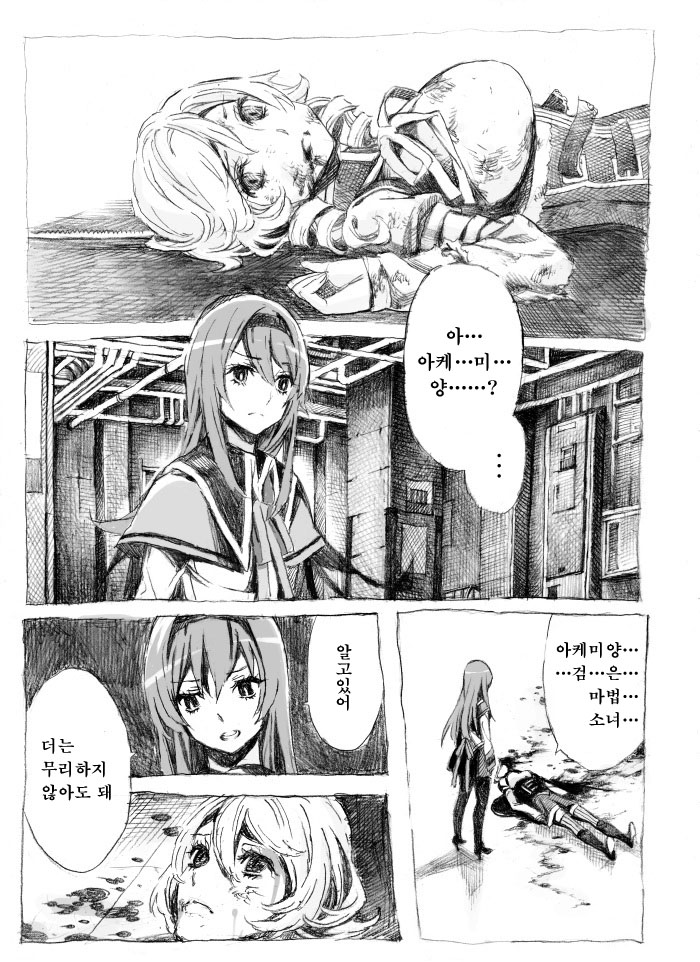 아…
아케…미…
양……?
…
아케미양…
…검…은…
마법…
소녀…
알고있어
더는
무리하지
않아도 돼